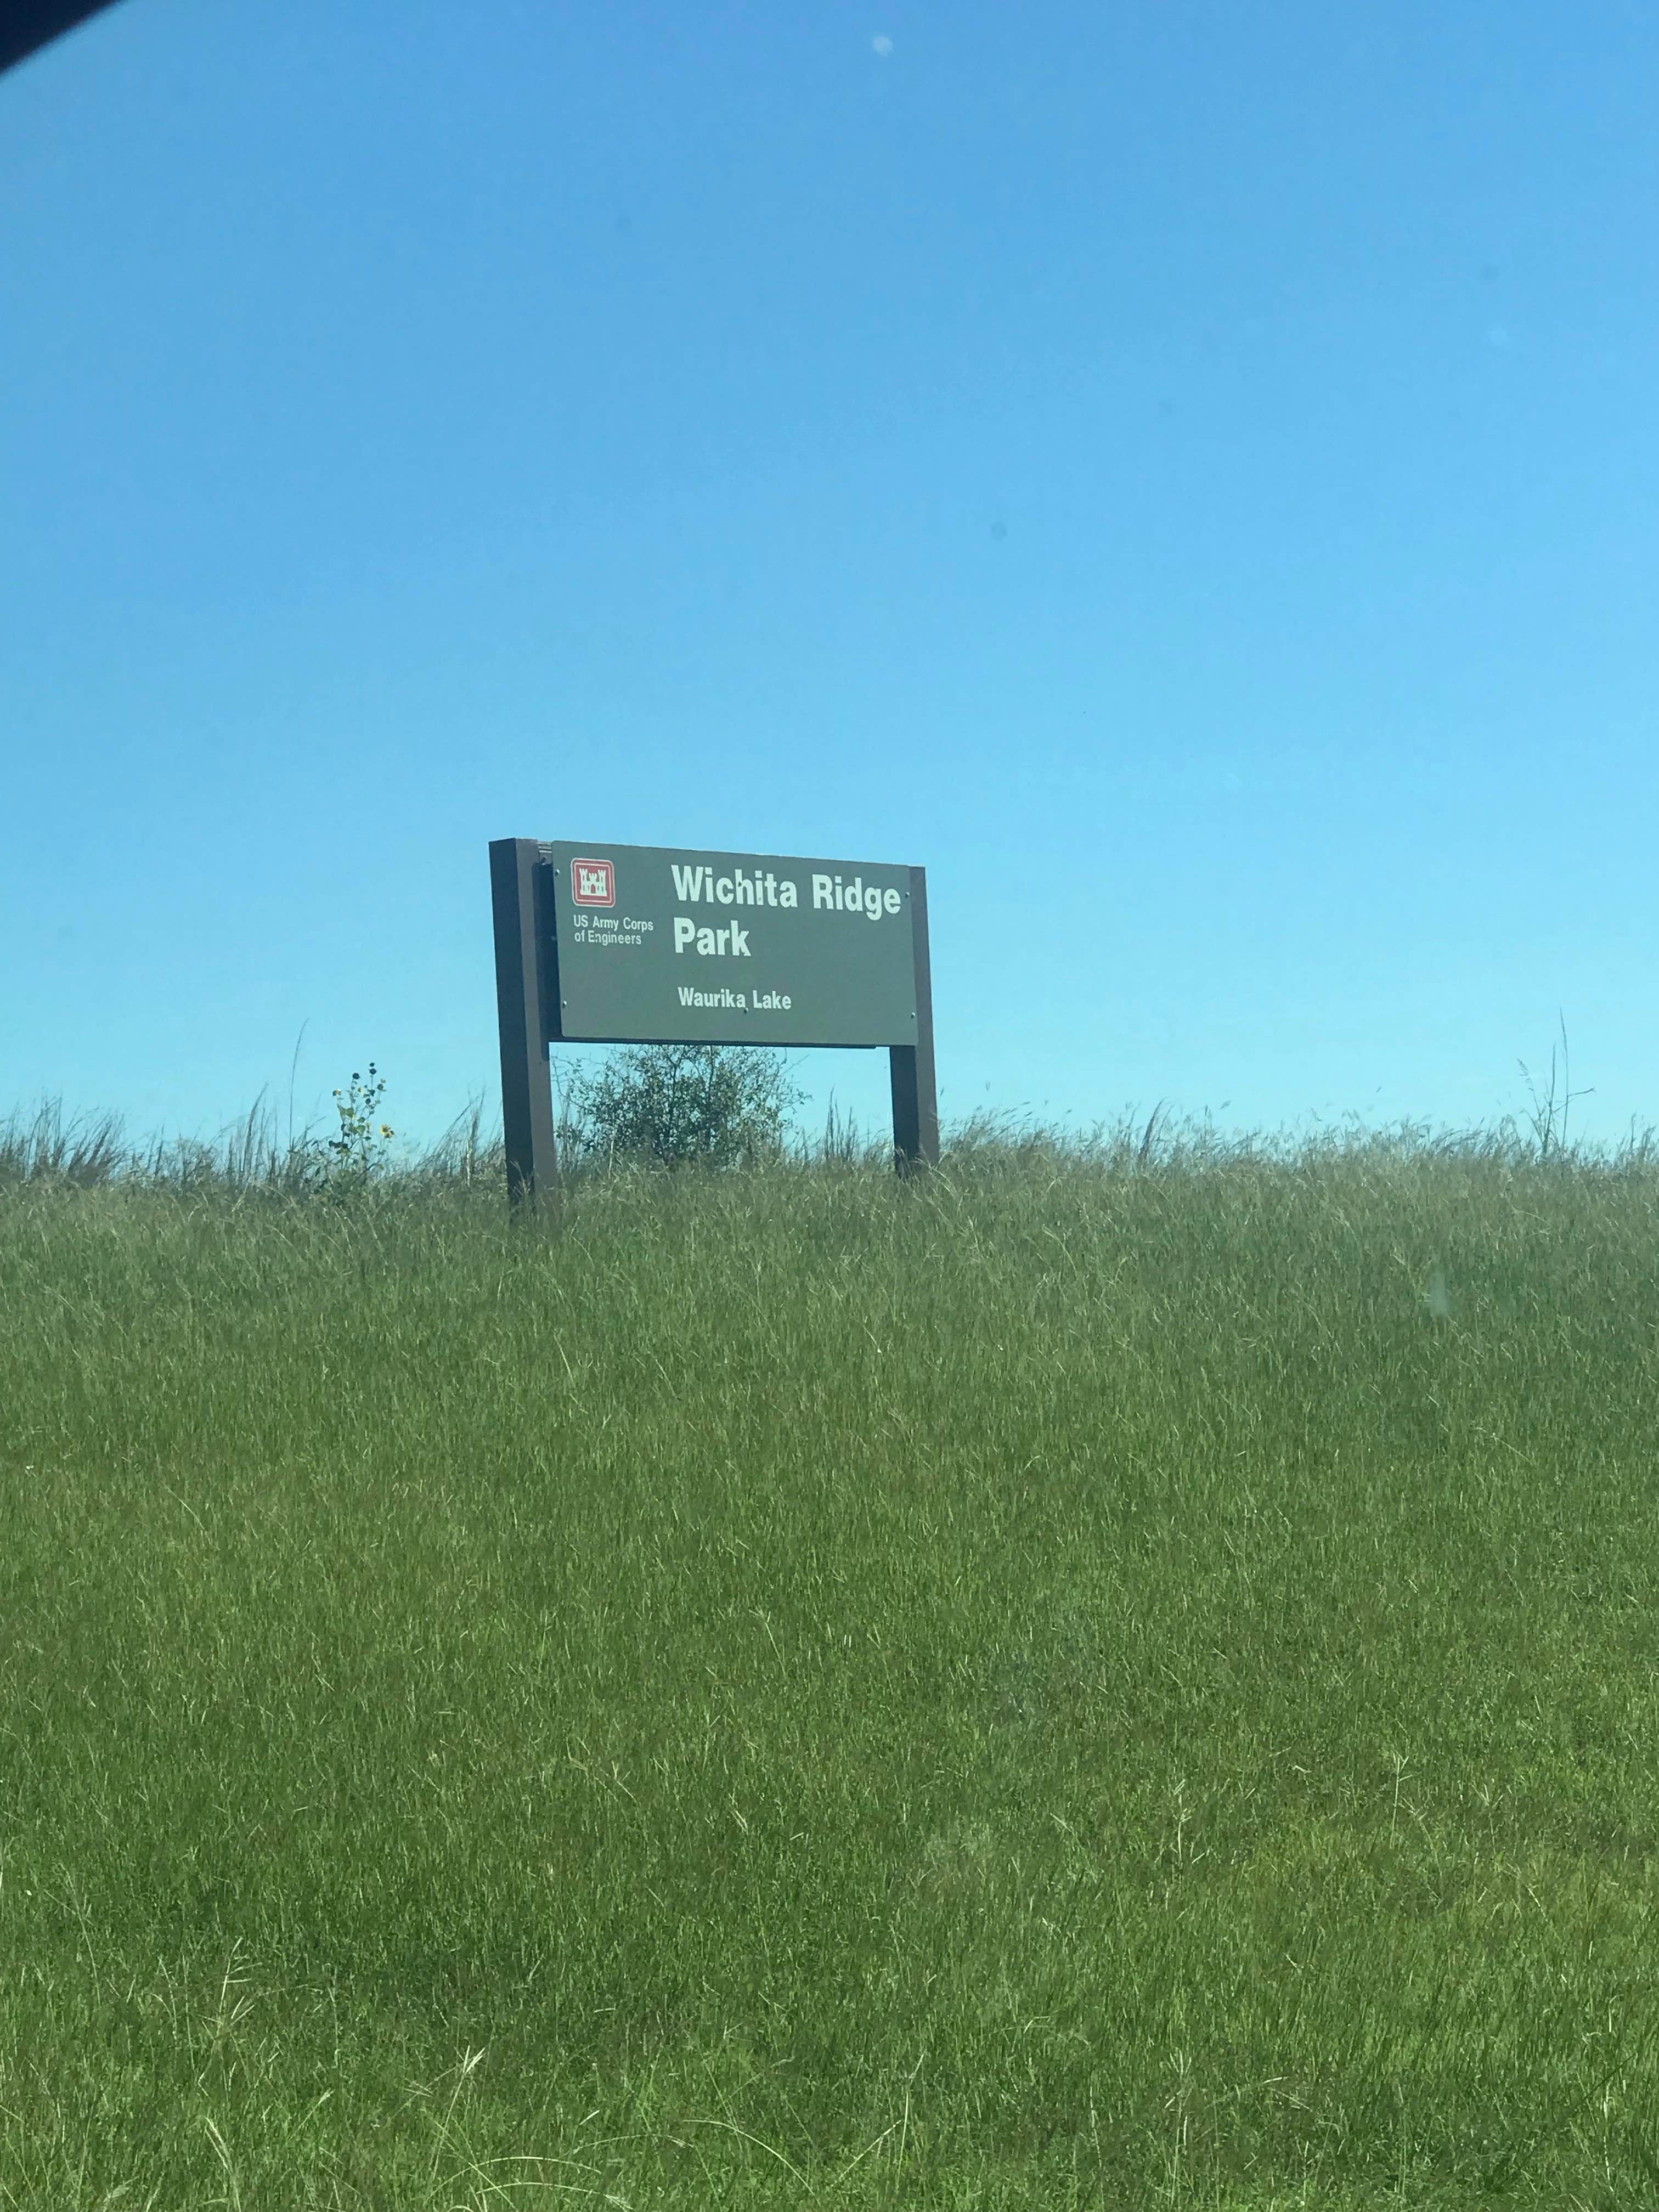 US Army Corps
of Engineers
Wichita Ridge
Park
Waurika Lake